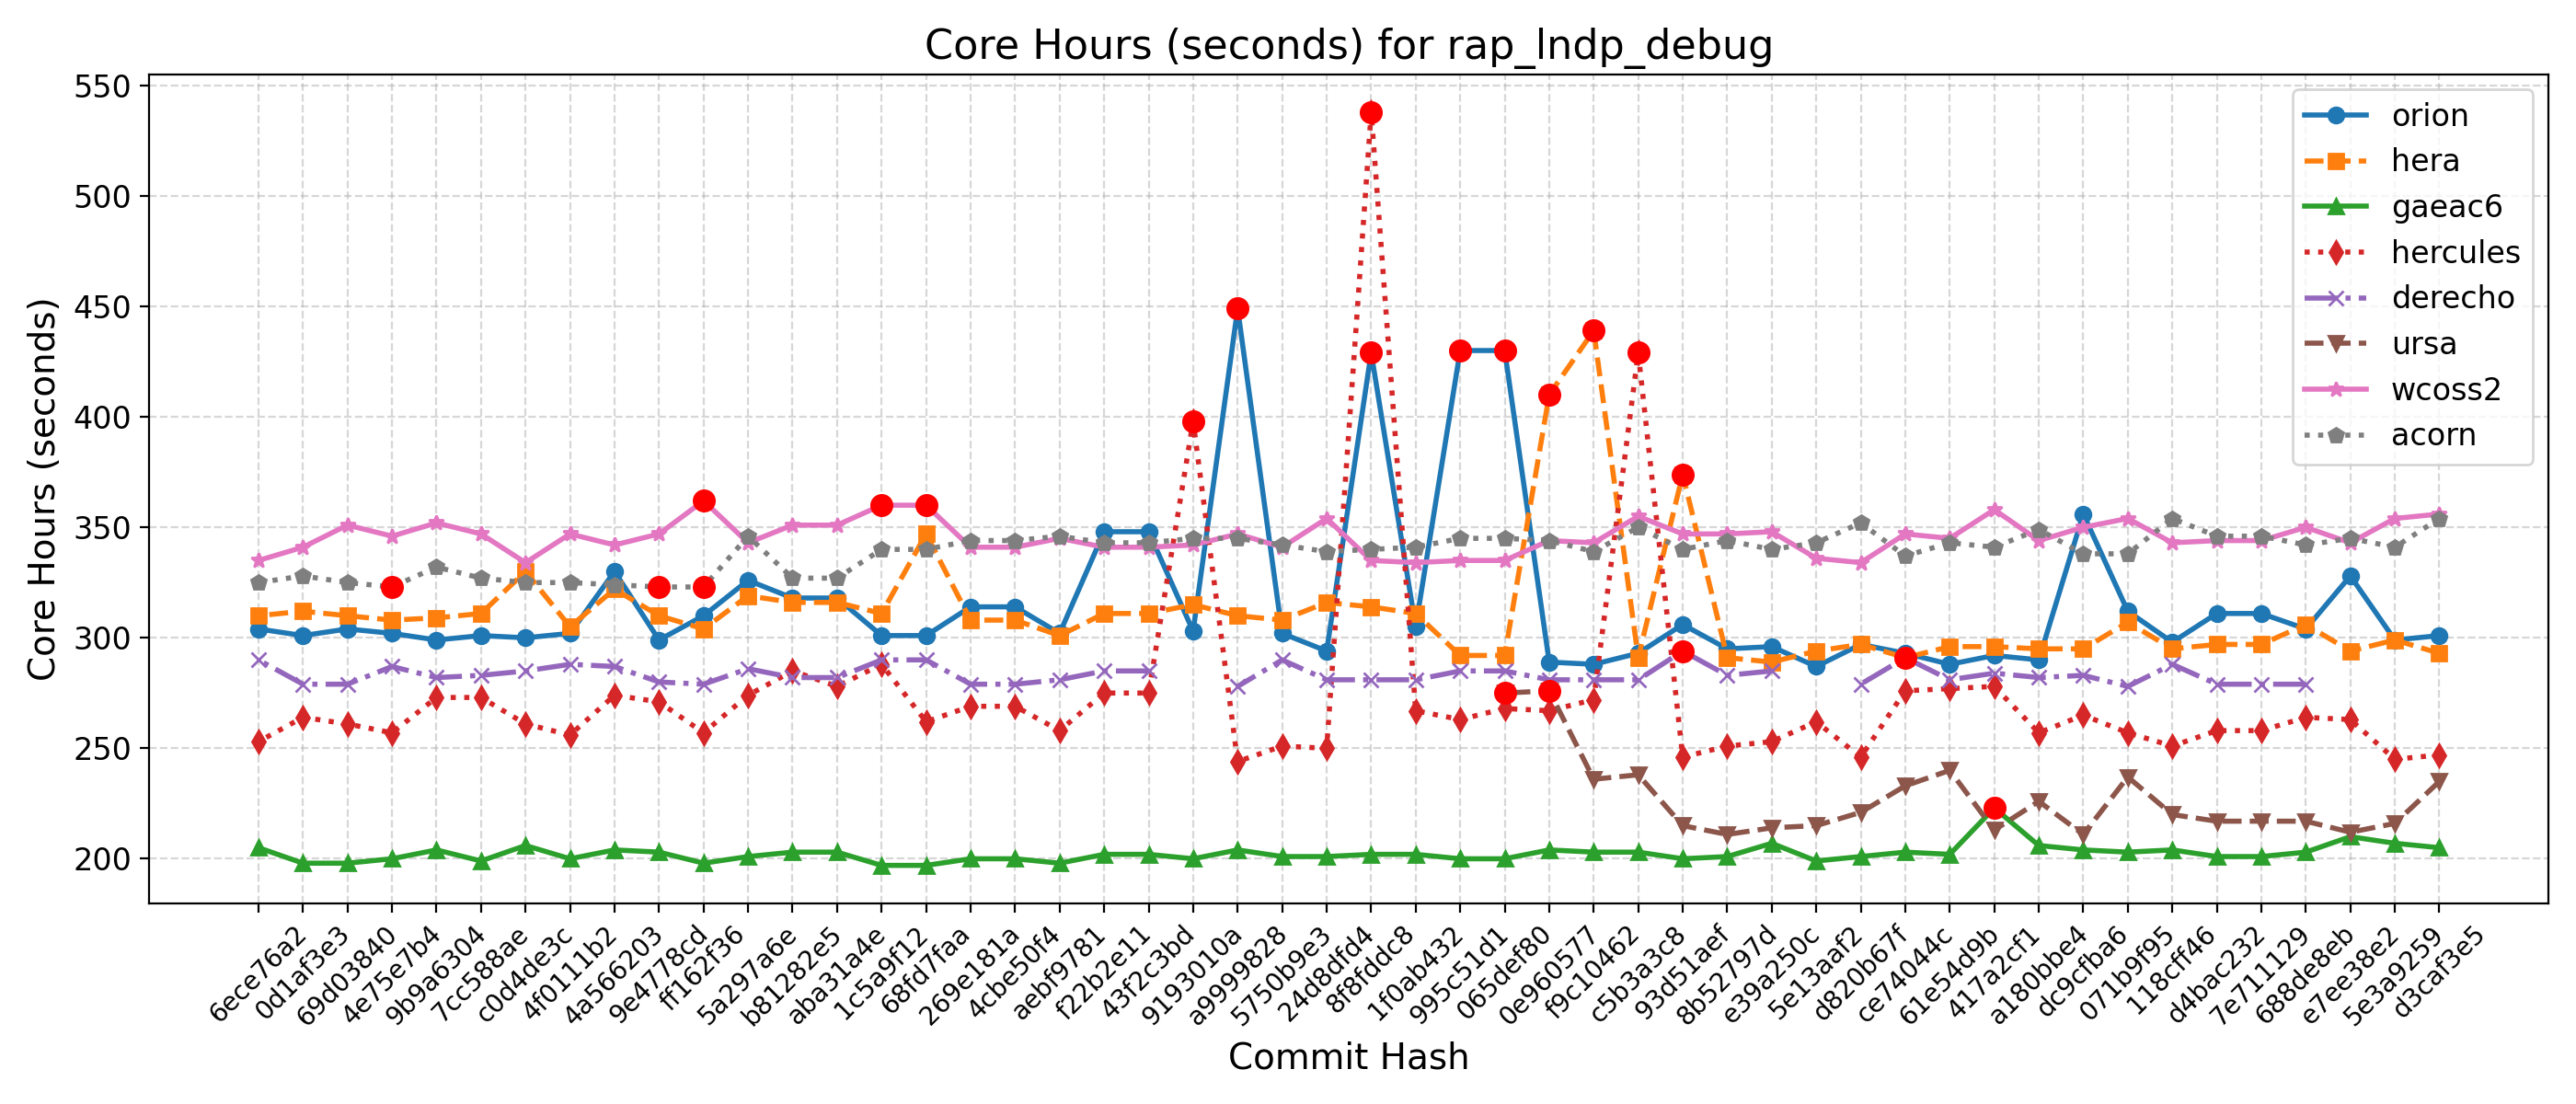 Core Hours (seconds) for rap_lndp_debug
Core Hours (seconds)
550
500
450
400
350
300
250
200
orion
hera
gaeac6
hercules
derecho
ursa
wcoss2
acorn
6ece76a2
0d1af3e3
69d03840
4e75e7b4
9b9a6304
7cc588ae
c0d4de3c
4f0111b2
4a566203
9e4778cd
ff162f36
5a297a6e
b81282e5
aba31a4e
1c5a9f12
68fd7faa
269e181a
4cbe50f4
aebf9781
f22b2e11
43f2c3bd
9193010a
a9999828
5750b9e3
24d8dfd4
8f8fddc8
1f0ab432
995c51d1
065def80
0e960577
f9c10462
c5b3a3c8
93d51aef
8b52797d
e39a250c
5e13aaf2
d820b67f
ce74044c
61e54d9b
417a2cf1
a180bbe4
dc9cfba6
071b9f95
118cff46
d4bac232
7e711129
688de8eb
e7ee38e2
5e3a9259
d3caf3e5
Commit Hash